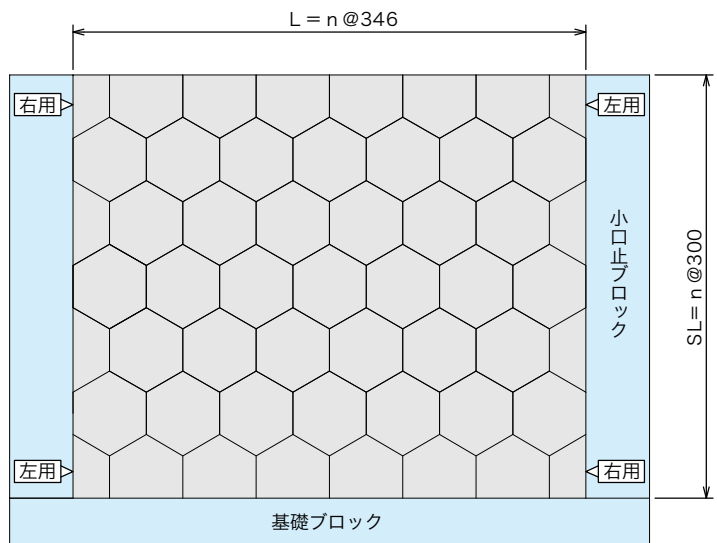 L＝n＠346
右用
左用
小口止ブロック
SL＝n＠300
左用
右用
基礎ブロック